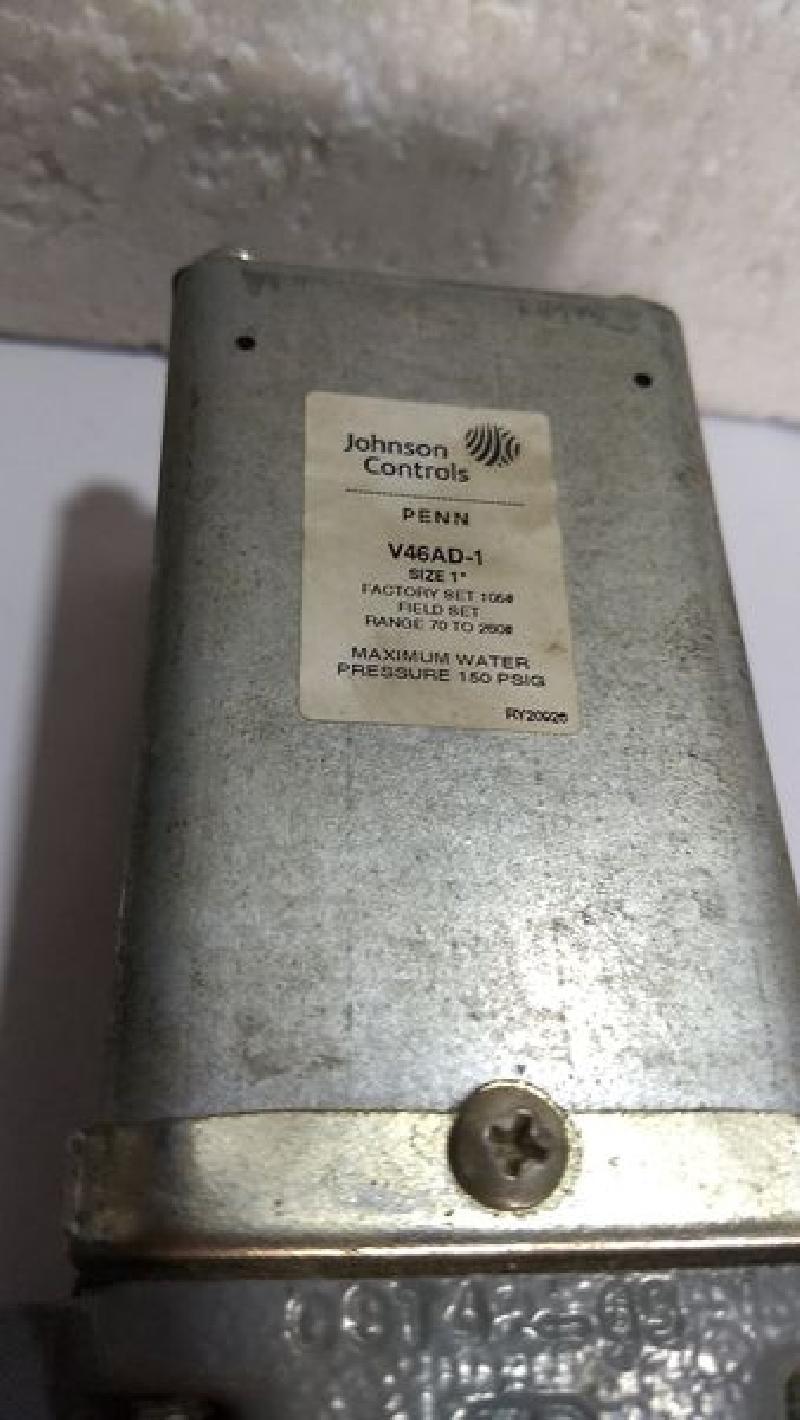 Johnson
Controls
PENN
V46AD-1
SIZE 1"
FACTORY SET 105#
FIELD SET
RANGE 70 TO 260#
MAXIMUM WATER
PRESSURE 150 PSIG